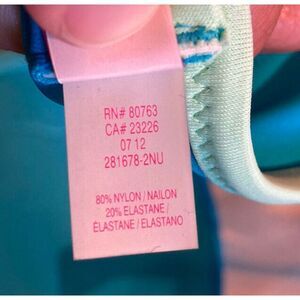 RN# 80763
CA# 23226
07 12
281678-2NU
80% NYLON / NAILON
20% ELASTANE /
ÉLASTANE / ELASTANO